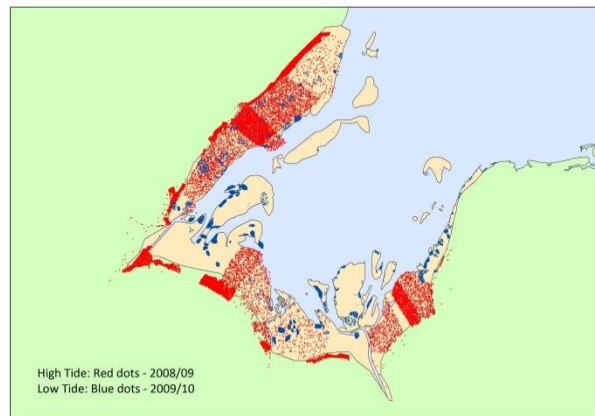 High Tide: Red dots - 2008/09
Low Tide: Blue dots - 2009/10